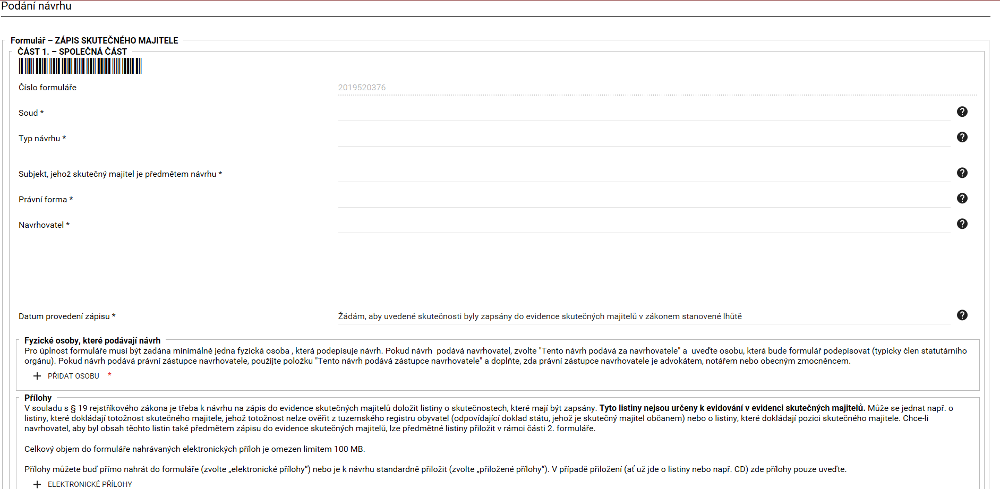 Podání návrhu
Formulář – ZÁPIS SKUTEČNÉHO MAJITELE
ČÁST 1. – SPOLEČNÁ ČÁST
Číslo formuláře 2019520376
Soud *
Typ návrhu *
Subjekt, jehož skutečný majitel je předmětem návrhu *
Právní forma *
Navrhovatel *
Datum provedení zápisu * Žádám, aby uvedené skutečnosti byly zapsány do evidence skutečných majitelů v zákonem stanovené lhůtě
Fyzické osoby, které podávají návrh
Pro úplnost formuláře musí být zadána minimálně jedna fyzická osoba , která podepisuje návrh. Pokud návrh  podává navrhovatel, zvolte "Tento návrh podává za navrhovatele" a  uveďte osobu, která bude formulář podepisovat (typicky člen statutárního
orgánu). Pokud návrh podává právní zástupce navrhovatele, použijte položku "Tento návrh podává zástupce navrhovatele" a doplňte, zda právní zástupce navrhovatele je advokátem, notářem nebo obecným zmocněncem.
+ PŘIDAT OSOBU *
Přílohy
V souladu s § 19 rejstříkového zákona je třeba k návrhu na zápis do evidence skutečných majitelů doložit listiny o skutečnostech, které mají být zapsány. Tyto listiny nejsou určeny k evidování v evidenci skutečných majitelů. Může se jednat např. o
listiny, které dokládají totožnost skutečného majitele, jehož totožnost nelze ověřit z tuzemského registru obyvatel (odpovídající doklad státu, jehož je skutečný majitel občanem) nebo o listiny, které dokládají pozici skutečného majitele. Chce-li
navrhovatel, aby byl obsah těchto listin také předmětem zápisu do evidence skutečných majitelů, lze předmětné listiny přiložit v rámci části 2. formuláře.
Celkový objem do formuláře nahrávaných elektronických příloh je omezen limitem 100 MB.
Přílohy můžete buď přímo nahrát do formuláře (zvolte „elektronické přílohy“) nebo je k návrhu standardně přiložit (zvolte „přiložené přílohy“). V případě přiložení (ať už jde o listiny nebo např. CD) zde přílohy pouze uveďte.
+ ELEKTRONICKÉ PŘÍLOHY